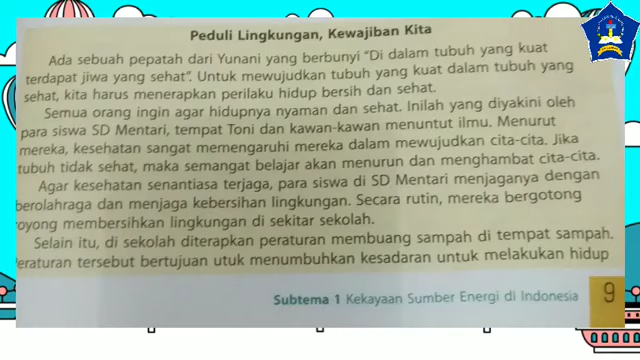 Peduli Lingkungan, Kewajiban Kita
Ada sebuah pepatah dari Yunani yang berbunyi "Di dalam tubuh yang kuat
terdapat jiwa yang sehat". Untuk mewujudkan tubuh yang kuat dalam tubuh yang
sehat, kita harus menerapkan perilaku hidup bersih dan sehat.
Semua orang ingin agar hidupnya nyaman dan sehat. Inilah yang diyakini oleh
para siswa SD Mentari, tempat Toni dan kawan-kawan menuntut ilmu. Menurut
mereka, kesehatan sangat memengaruhi mereka dalam mewujudkan cita-cita. Jika
tubuh tidak sehat, maka semangat belajar akan menurun dan menghambat cita-cita.
Agar kesehatan senantiasa terjaga, para siswa di SD Mentari menjaganya dengan
berolahraga dan menjaga kebersihan lingkungan. Secara rutin, mereka bergotong
oyong membersihkan lingkungan di sekitar sekolah.
Selain itu, di sekolah diterapkan peraturan membuang sampah di tempat sampah.
Peraturan tersebut bertujuan utuk menumbuhkan kesadaran untuk melakukan hidup
Subtema 1 Kekayaan Sumber Energi di Indonesia 9